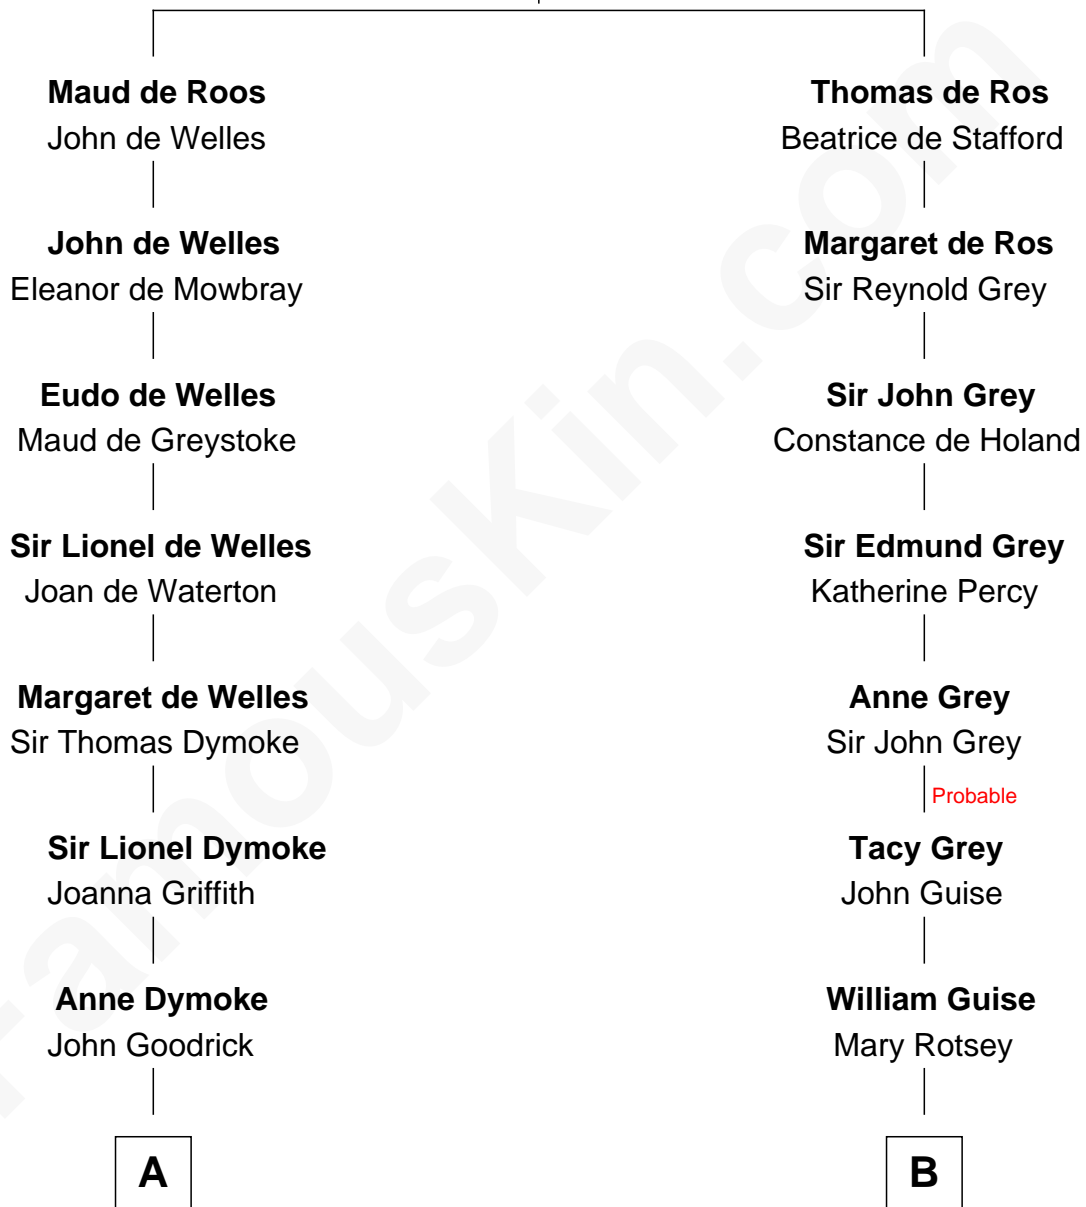 Maud de Roos
John de Welles
Thomas de Ros
Beatrice de Stafford
John de Welles
Eleanor de Mowbray
Margaret de Ros
Sir Reynold Grey
Eudo de Welles
Maud de Greystoke
Sir John Grey
Constance de Holand
Sir Lionel de Welles
Joan de Waterton
Sir Edmund Grey
Katherine Percy
Margaret de Welles
Sir Thomas Dymoke
Anne Grey
Sir John Grey
Probable
Sir Lionel Dymoke
Joanna Griffith
Tacy Grey
John Guise
Anne Dymoke
John Goodrick
William Guise
Mary Rotsey
A
B
FamousKin.com